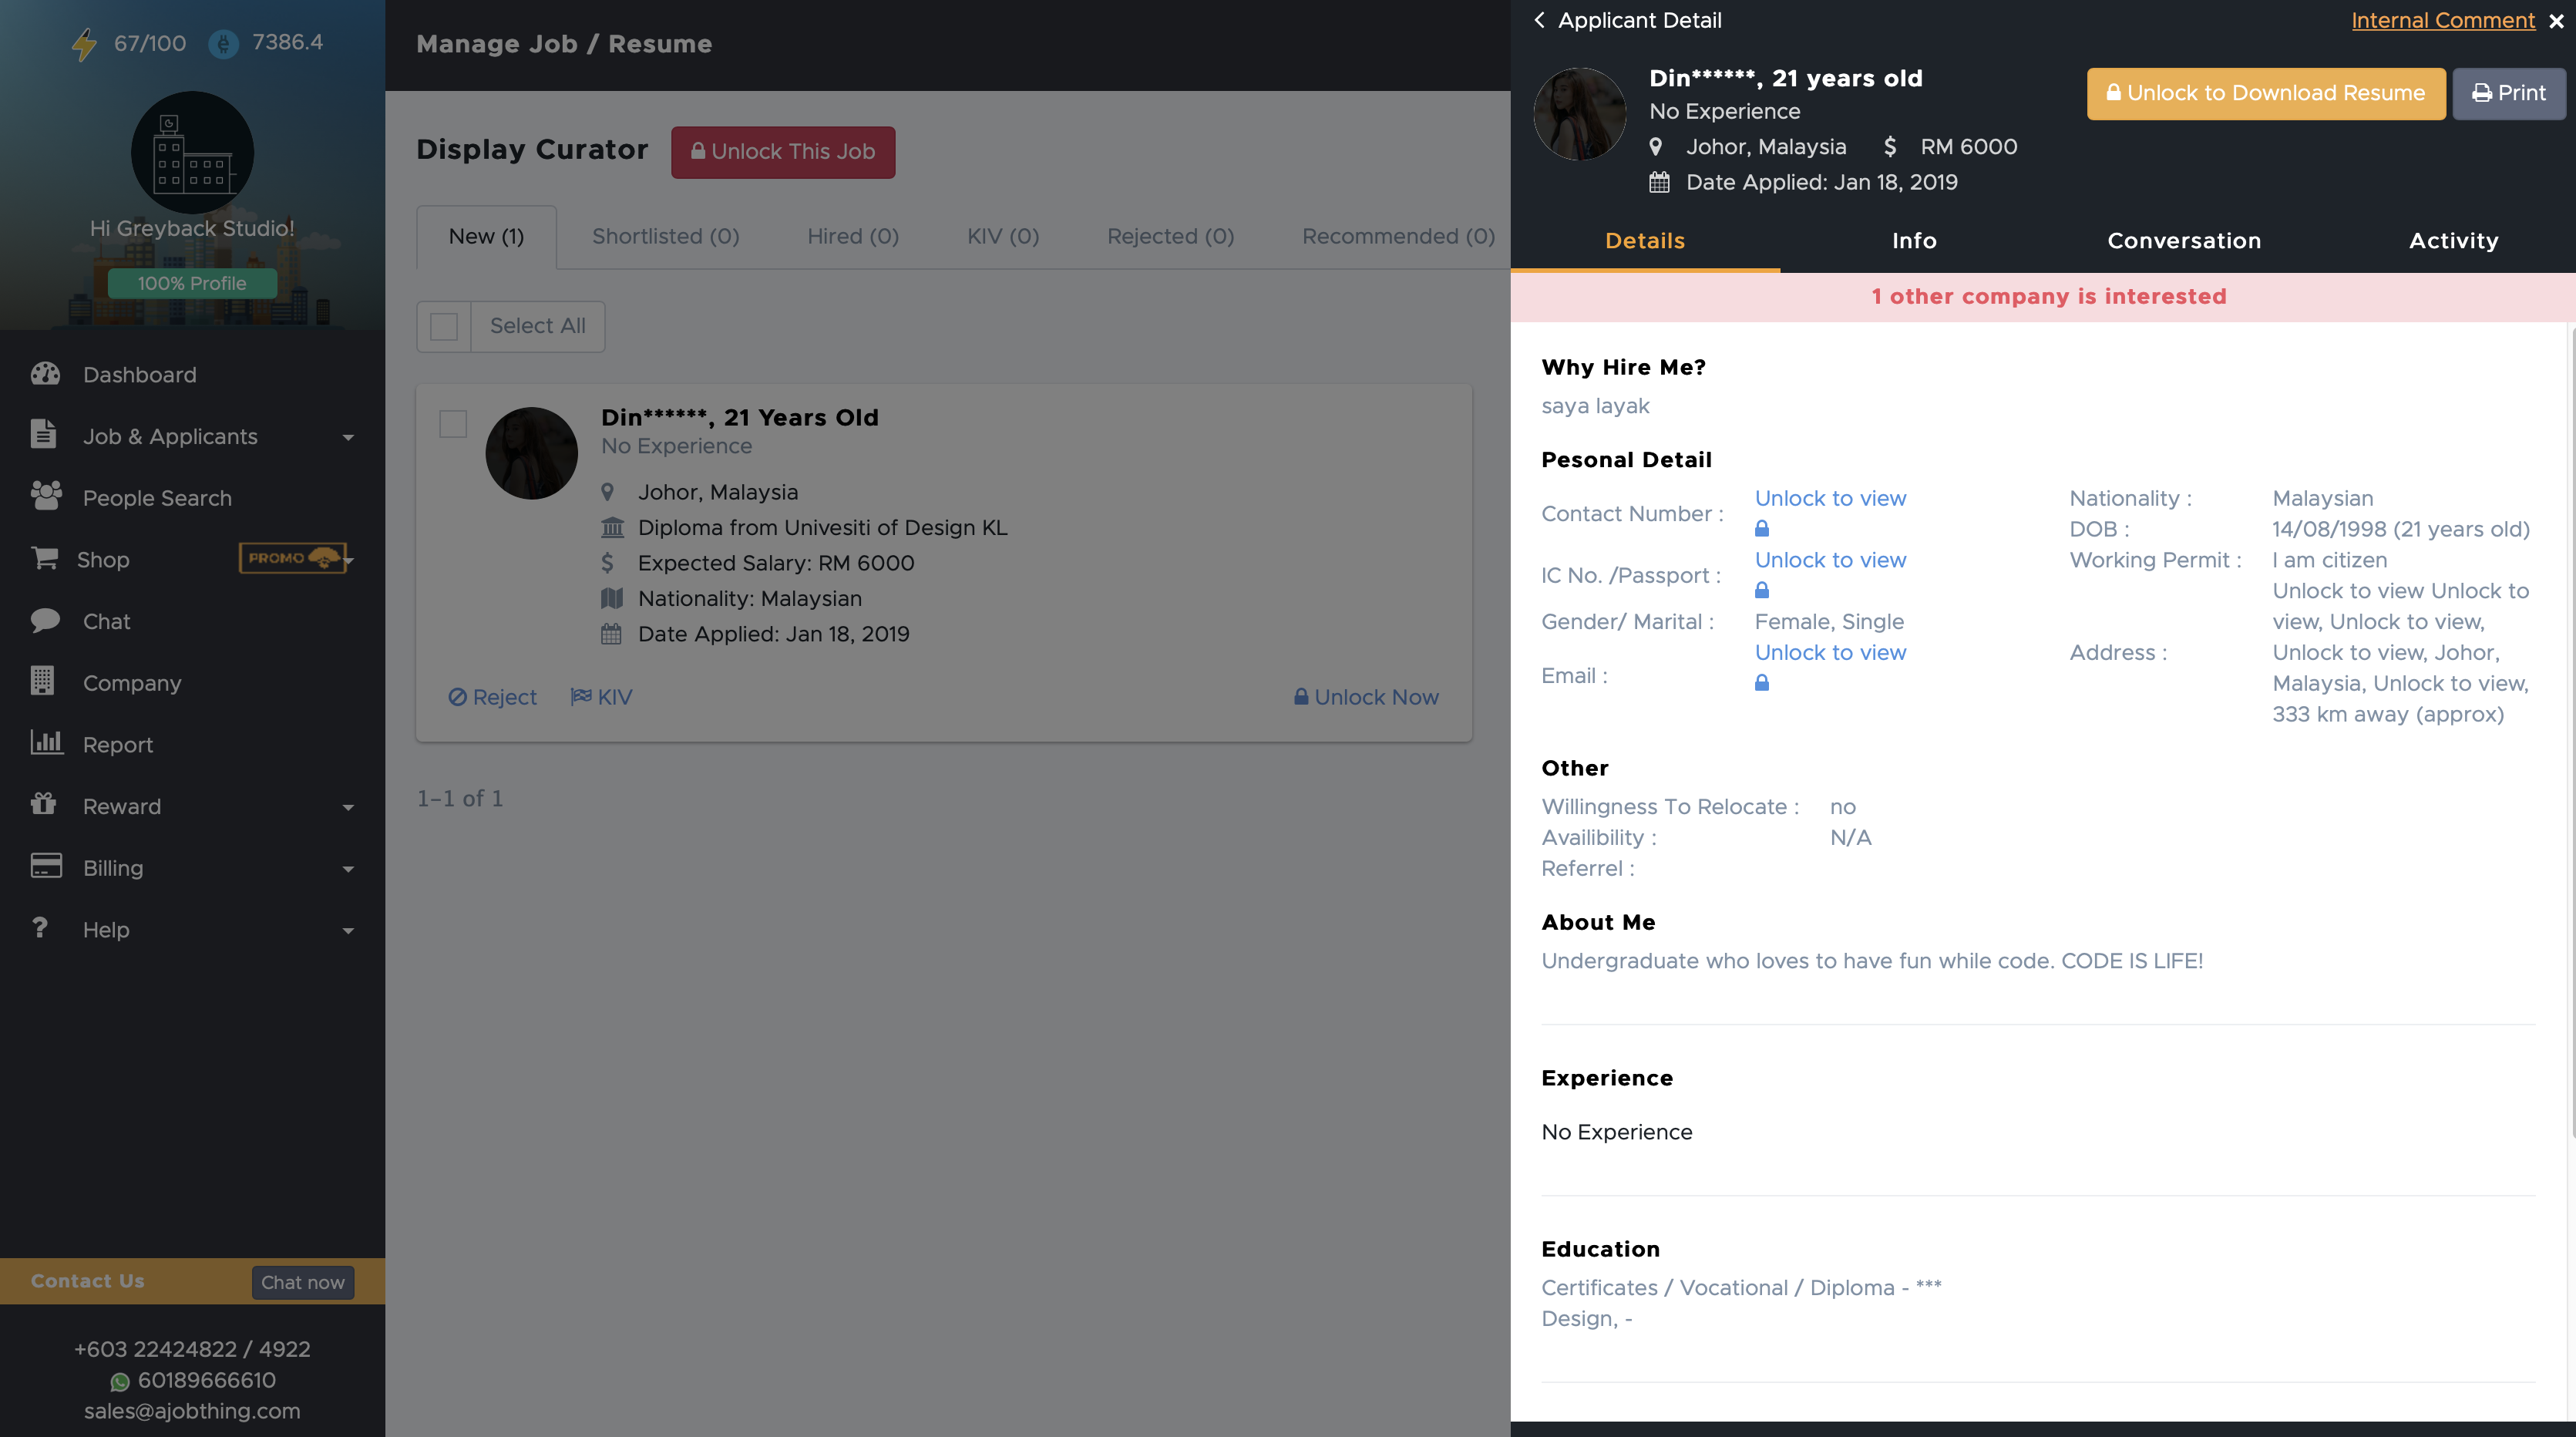 67/100 7386.4
Hi Greyback Studio!
100% Profile
Dashboard
Job & Applicants
People Search
Shop PROMO
Chat
Company
Report
Reward
Billing
Help
Contact Us Chat now
+603 22424822 / 4922
60189666610
sales@ajobthing.com
Manage Job / Resume
Display Curator Unlock This Job
New (1) Shortlisted (0) Hired (0) KIV (0) Rejected (0) Recommended (0)
Select All
Din******, 21 Years Old
No Experience
Johor, Malaysia
Diploma from Univesiti of Design KL
Expected Salary: RM 6000
Nationality: Malaysian
Date Applied: Jan 18, 2019
Reject KIV Unlock Now
1-1 of 1
Applicant Detail Internal Comment
Din******, 21 years old
No Experience
Johor, Malaysia $ RM 6000
Date Applied: Jan 18, 2019
Unlock to Download Resume Print
Details Info Conversation Activity
1 other company is interested
Why Hire Me?
saya layak
Pesonal Detail
Contact Number : Unlock to view
IC No. /Passport : Unlock to view
Gender/ Marital : Female, Single
Email : Unlock to view
Nationality : Malaysian
DOB : 14/08/1998 (21 years old)
Working Permit : I am citizen
Address : Unlock to view Unlock to
view, Unlock to view,
Unlock to view, Johor,
Malaysia, Unlock to view,
333 km away (approx)
Other
Willingness To Relocate : no
Availibility : N/A
Referrel :
About Me
Undergraduate who loves to have fun while code. CODE IS LIFE!
Experience
No Experience
Education
Certificates / Vocational / Diploma - ***
Design, -